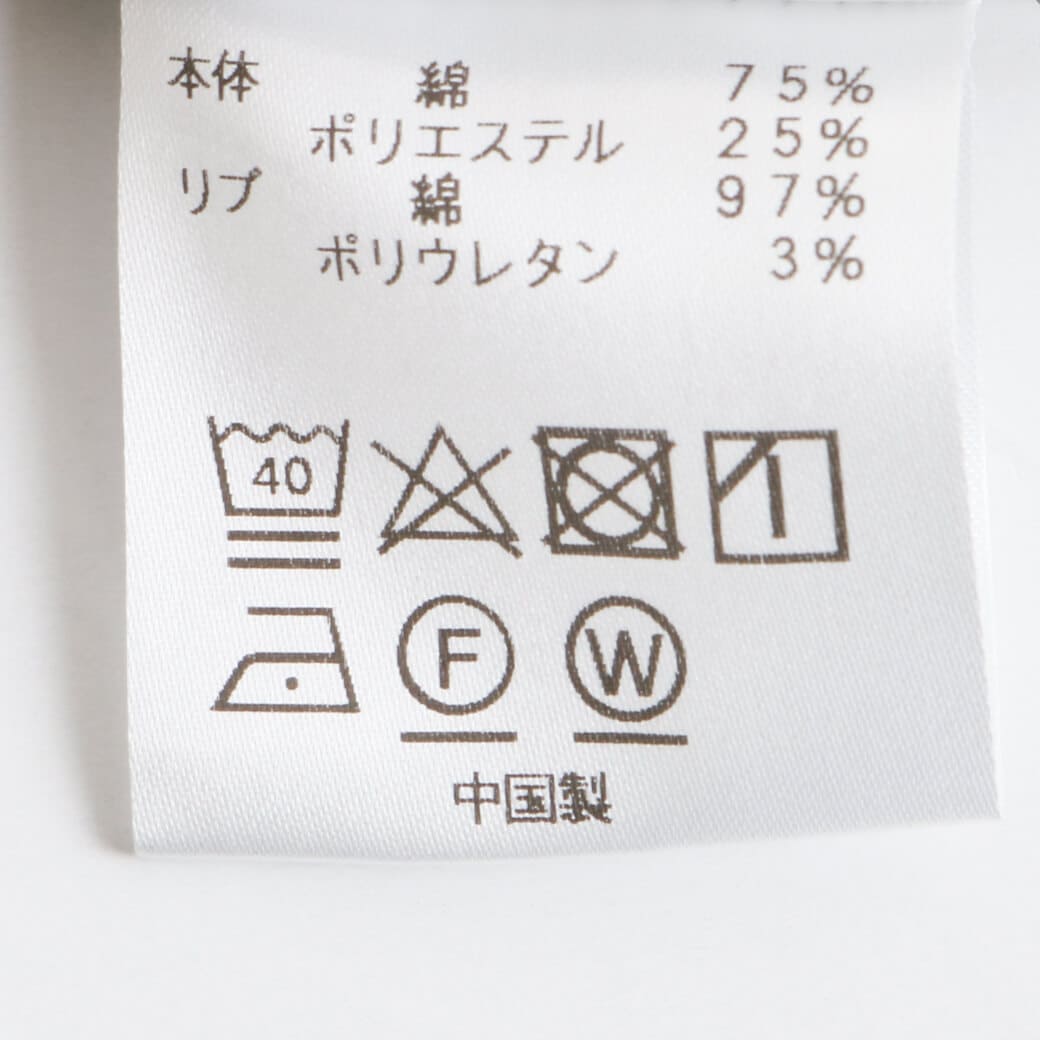 本体 綿 75%
ポリエステル 25%
リブ 綿 97%
ポリウレタン 3%
40
F W
中国製